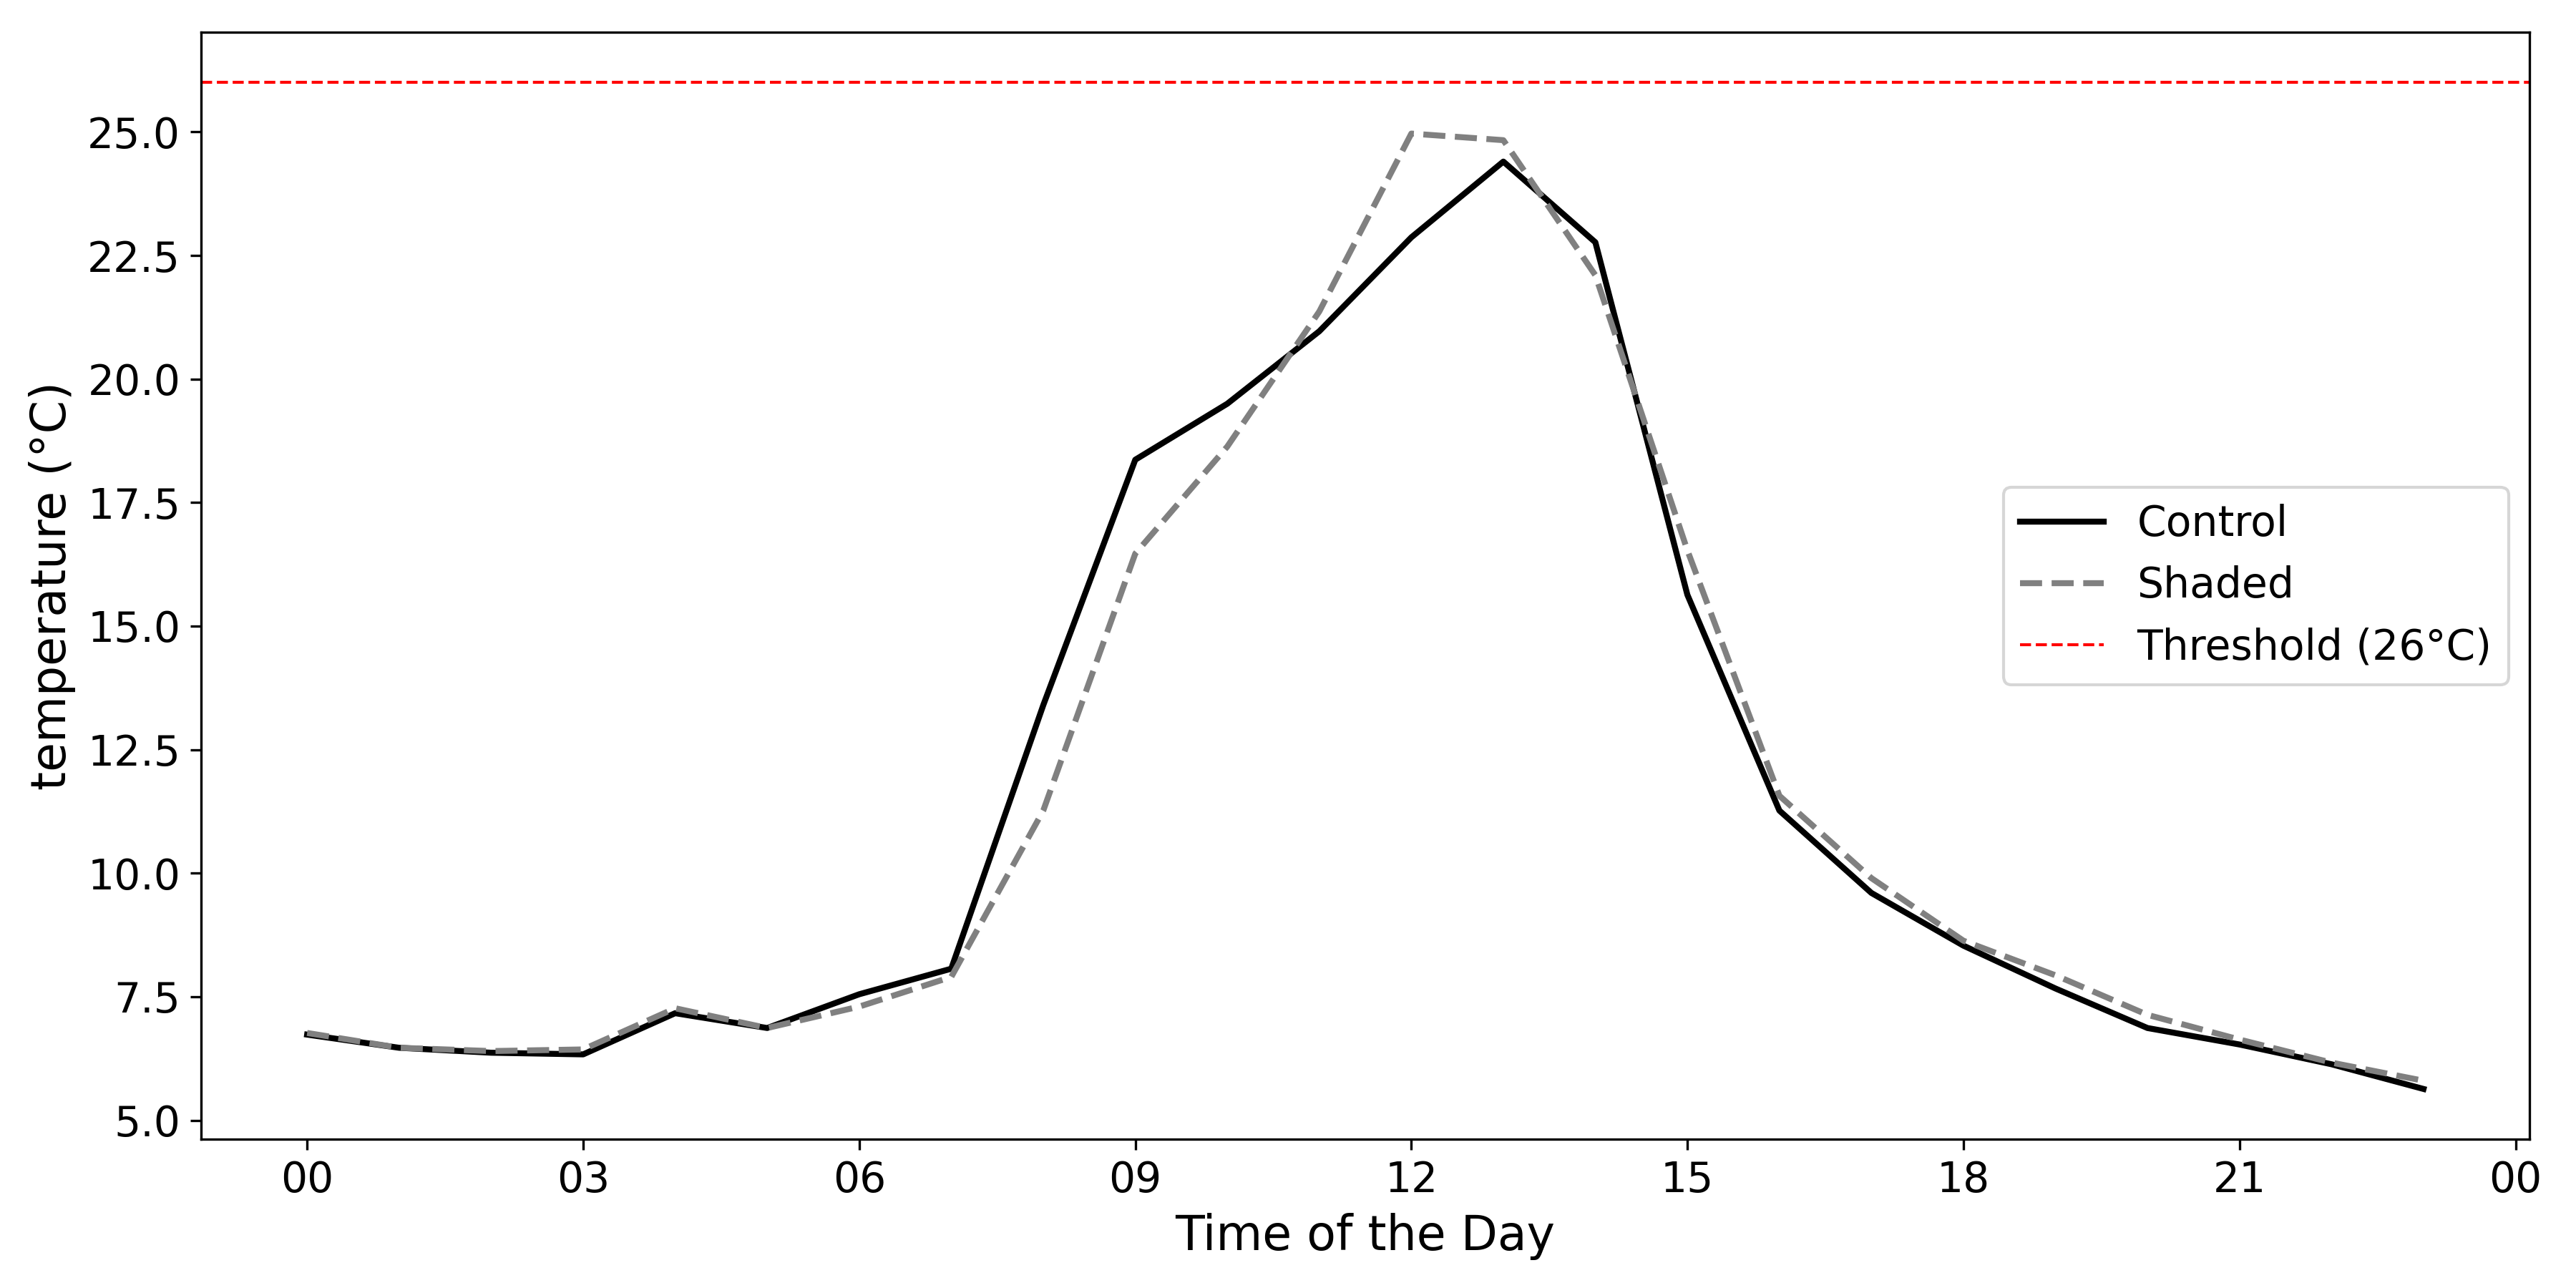 temperature (°C)
25.0
22.5
20.0
17.5
15.0
12.5
10.0
7.5
5.0
Control
Shaded
Threshold (26°C)
00 03 06 09 12 15 18 21 00
Time of the Day